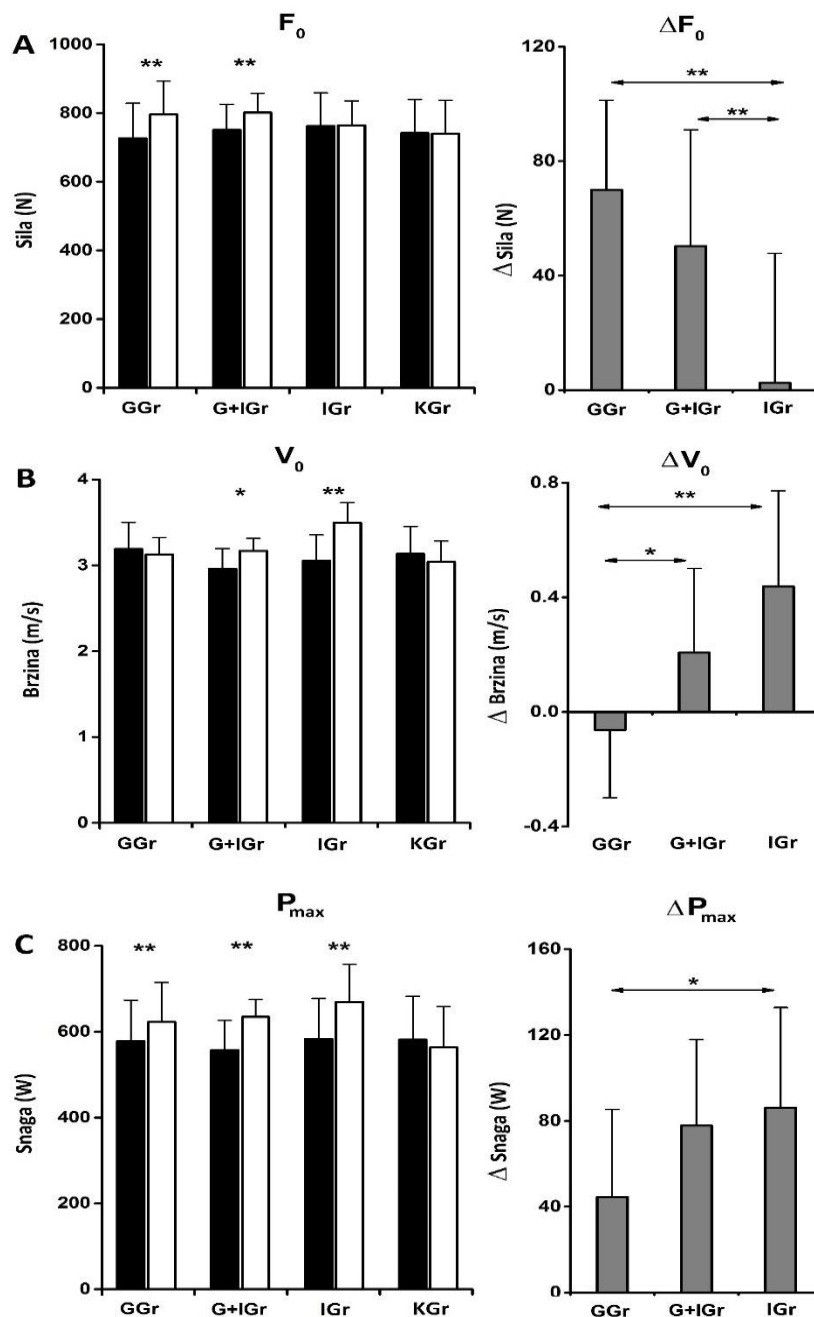 A
F₀
Sila (N)
1000
800
600
400
200
0
** **
GGr G+IGr IGr KGr
ΔF₀
Δ Sila (N)
120
80
40
0
**
**
GGr G+IGr IGr
B
V₀
Brzina (m/s)
4
3
2
1
0
* **
GGr G+IGr IGr KGr
ΔV₀
Δ Brzina (m/s)
0.8
0.4
0.0
-0.4
**
*
GGr G+IGr IGr
C
Pmax
Snaga (W)
800
600
400
200
0
** ** **
GGr G+IGr IGr KGr
ΔPmax
Δ Snaga (W)
160
120
80
40
0
*
GGr G+IGr IGr